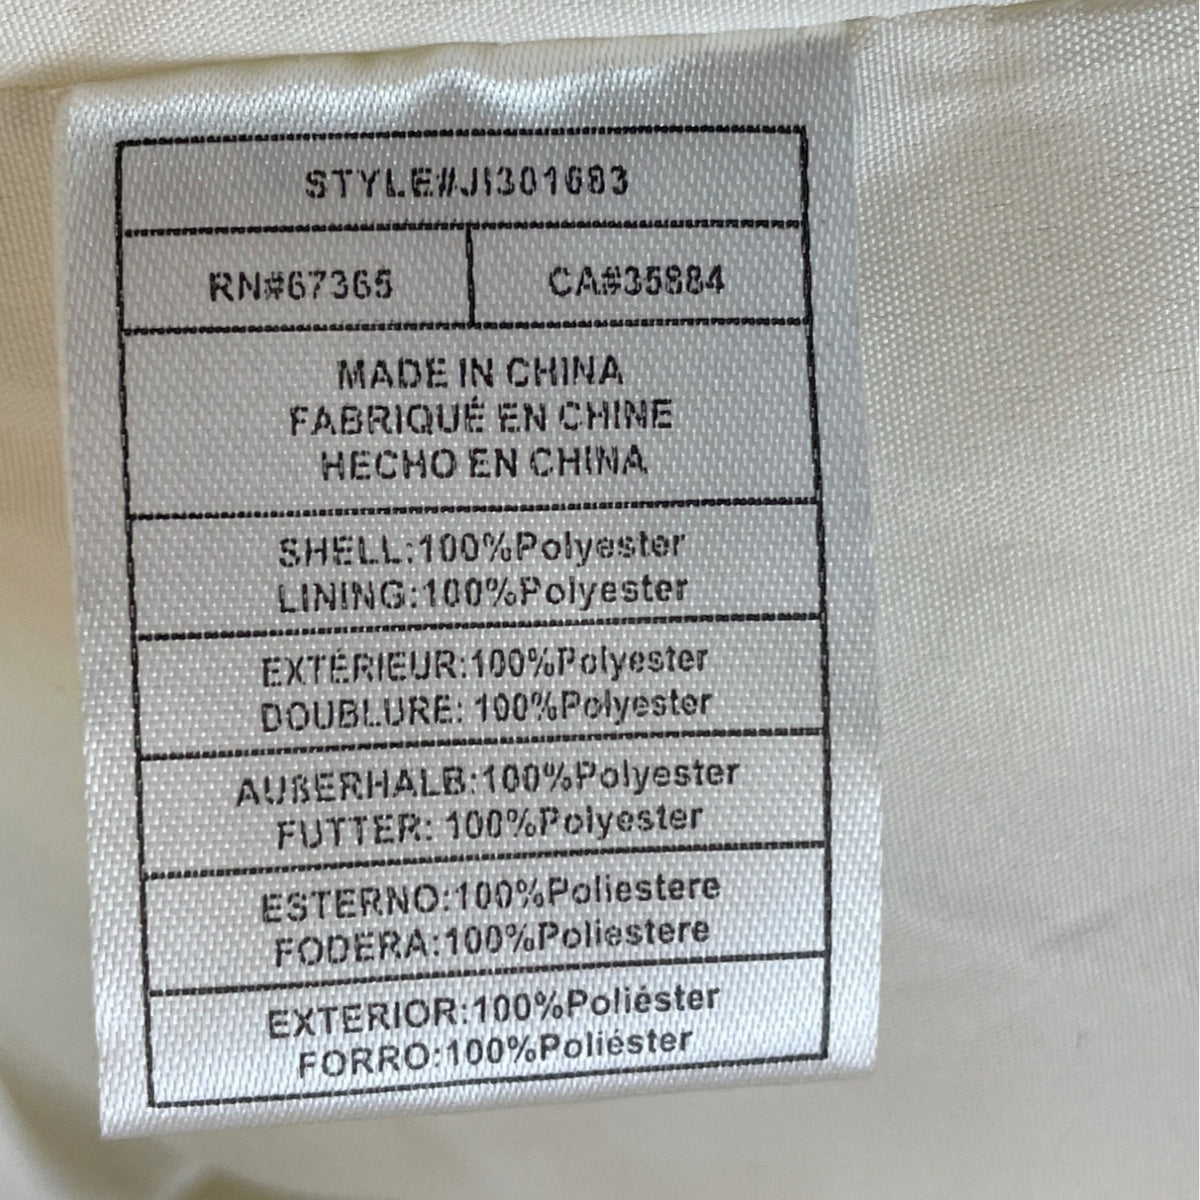 STYLE#JI301683
RN#67365
CA#35884
MADE IN CHINA
FABRIQUÉ EN CHINE
HECHO EN CHINA
SHELL:100%Polyester
LINING:100%Polyester
EXTÉRIEUR:100%Polyester
DOUBLURE: 100%Polyester
AUßERHALB:100%Polyester
FUTTER: 100%Polyester
ESTERNO:100%Poliestere
FODERA:100%Poliestere
EXTERIOR:100%Poliéster
FORRO:100%Poliéster